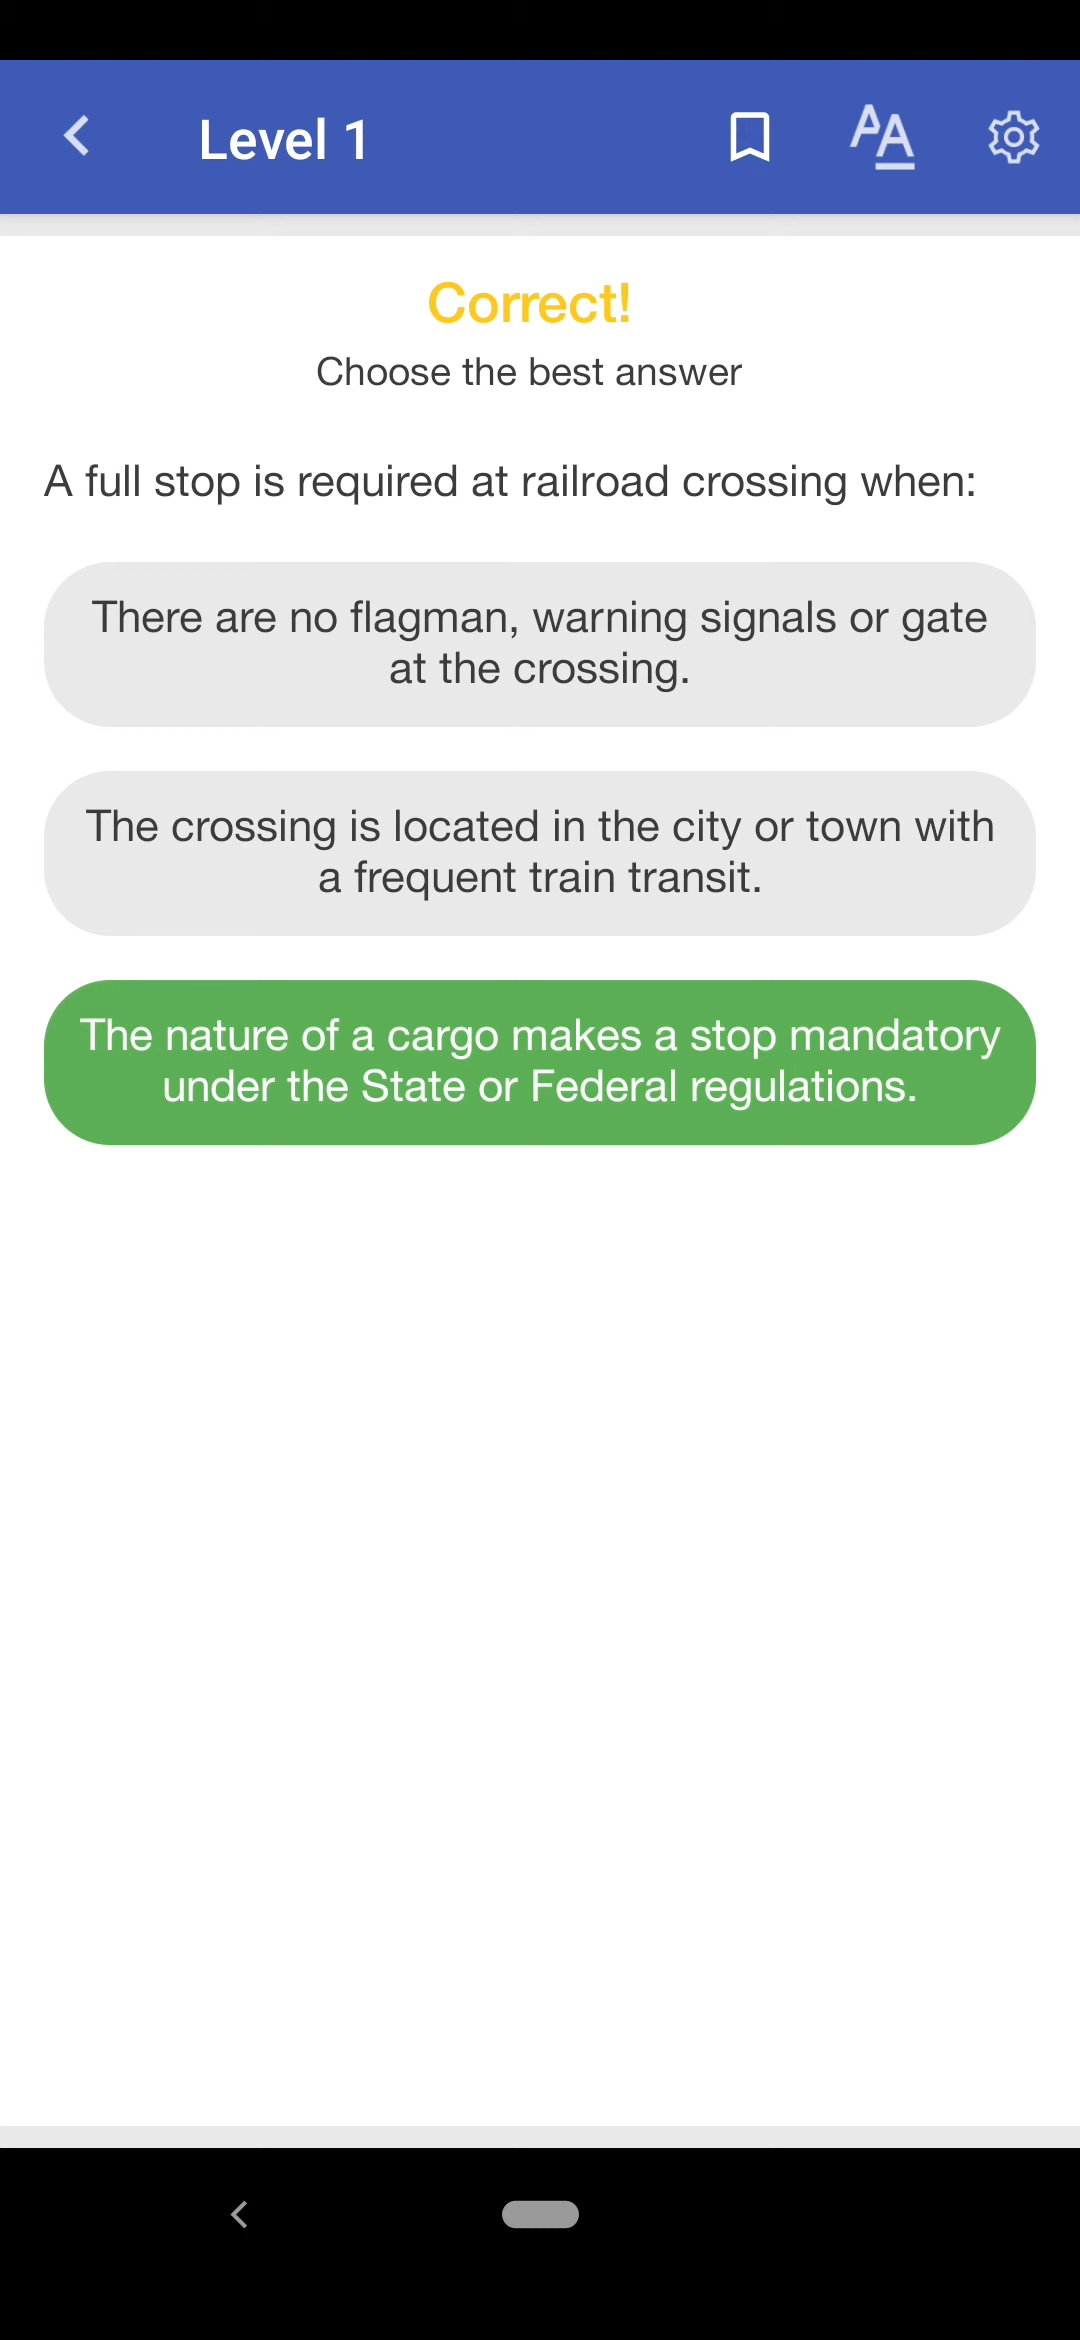 Level 1
Correct!
Choose the best answer
A full stop is required at railroad crossing when:
There are no flagman, warning signals or gate
at the crossing.
The crossing is located in the city or town with
a frequent train transit.
The nature of a cargo makes a stop mandatory
under the State or Federal regulations.